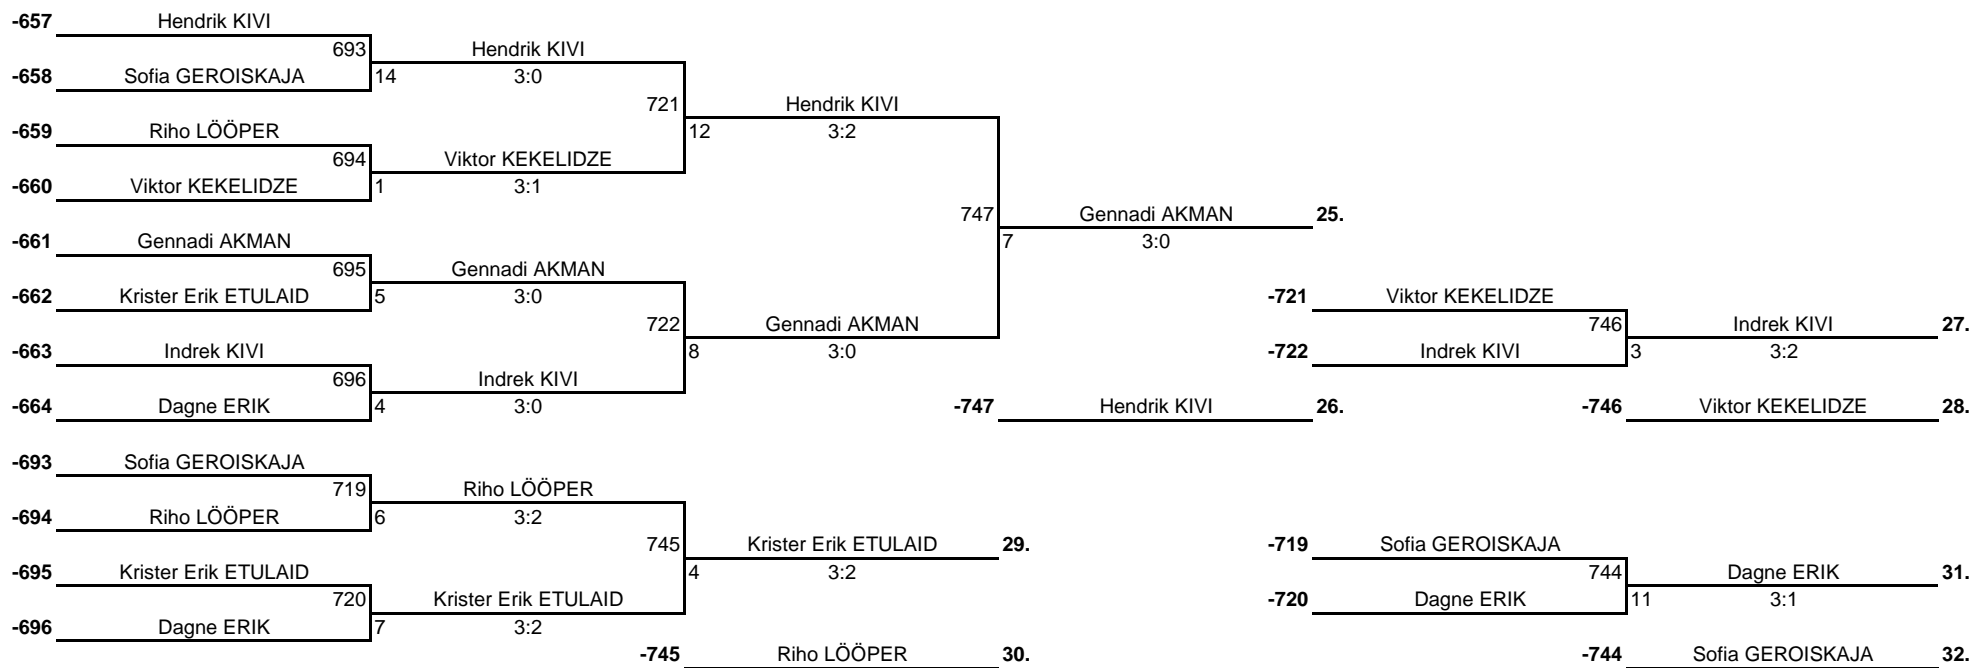 -657 Hendrik KIVI
693 Hendrik KIVI
-658 Sofia GEROISKAJA 14 3:0
721 Hendrik KIVI
-659 Riho LÖÖPER 12 3:2
694 Viktor KEKELIDZE
-660 Viktor KEKELIDZE 1 3:1
747 Gennadi AKMAN 25.
-661 Gennadi AKMAN 7 3:0
695 Gennadi AKMAN
-662 Krister Erik ETULAID 5 3:0 -721 Viktor KEKELIDZE
722 Gennadi AKMAN 746 Indrek KIVI 27.
-663 Indrek KIVI 8 3:0 -722 Indrek KIVI 3 3:2
696 Indrek KIVI
-664 Dagne ERIK 4 3:0 -747 Hendrik KIVI 26. -746 Viktor KEKELIDZE 28.
-693 Sofia GEROISKAJA
719 Riho LÖÖPER
-694 Riho LÖÖPER 6 3:2
745 Krister Erik ETULAID 29. -719 Sofia GEROISKAJA
-695 Krister Erik ETULAID 4 3:2 744 Dagne ERIK 31.
720 Krister Erik ETULAID -720 Dagne ERIK 11 3:1
-696 Dagne ERIK 7 3:2
-745 Riho LÖÖPER 30. -744 Sofia GEROISKAJA 32.